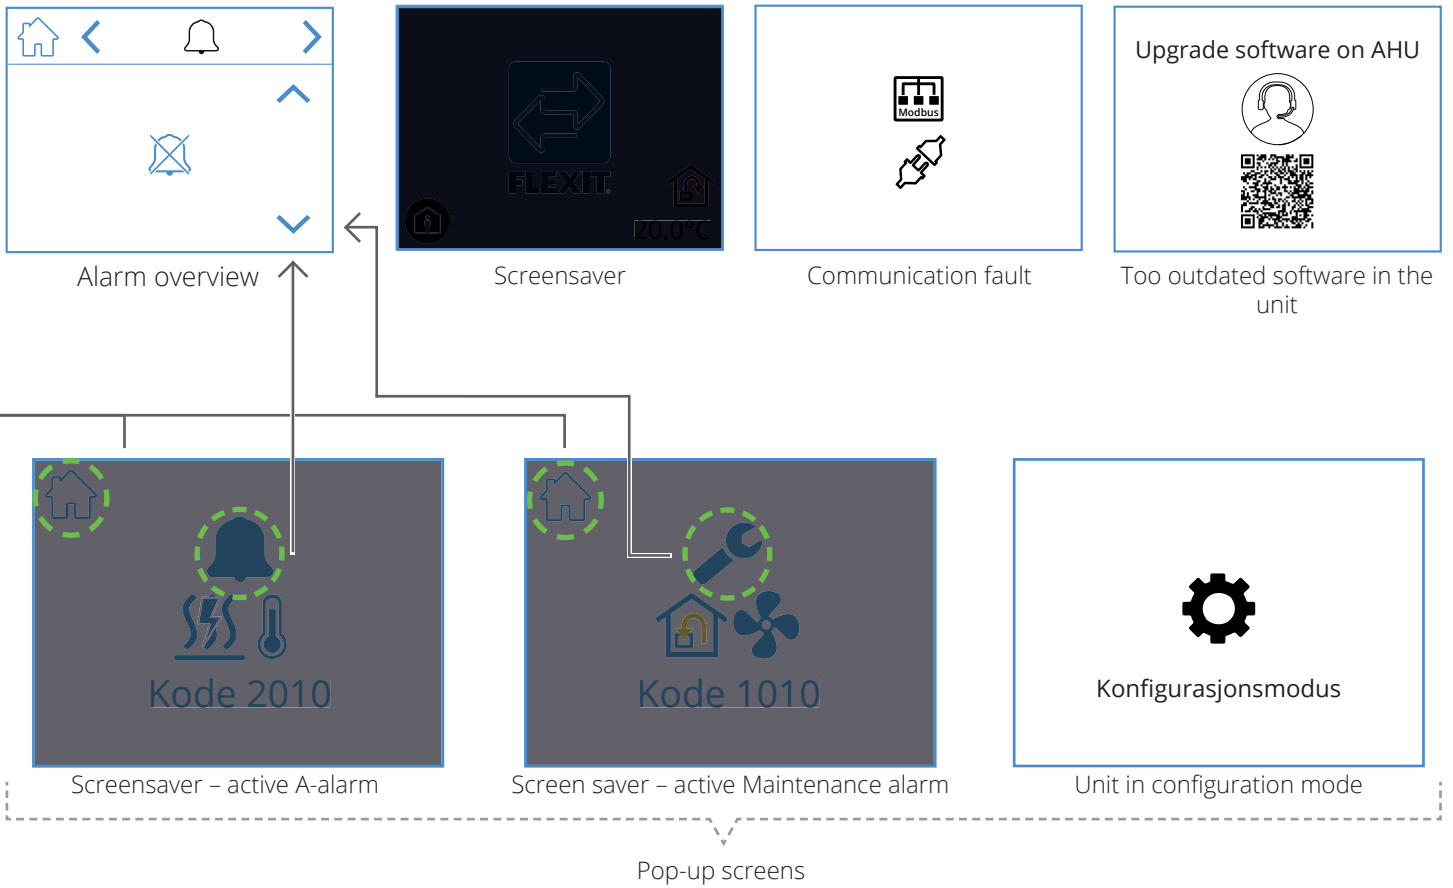 Upgrade software on AHU
Modbus
FLEXIT®
20.0°C
Alarm overview
Screensaver
Communication fault
Too outdated software in the
unit
Kode 2010
Kode 1010
Konfigurasjonsmodus
Screensaver – active A-alarm
Screen saver – active Maintenance alarm
Unit in configuration mode
Pop-up screens